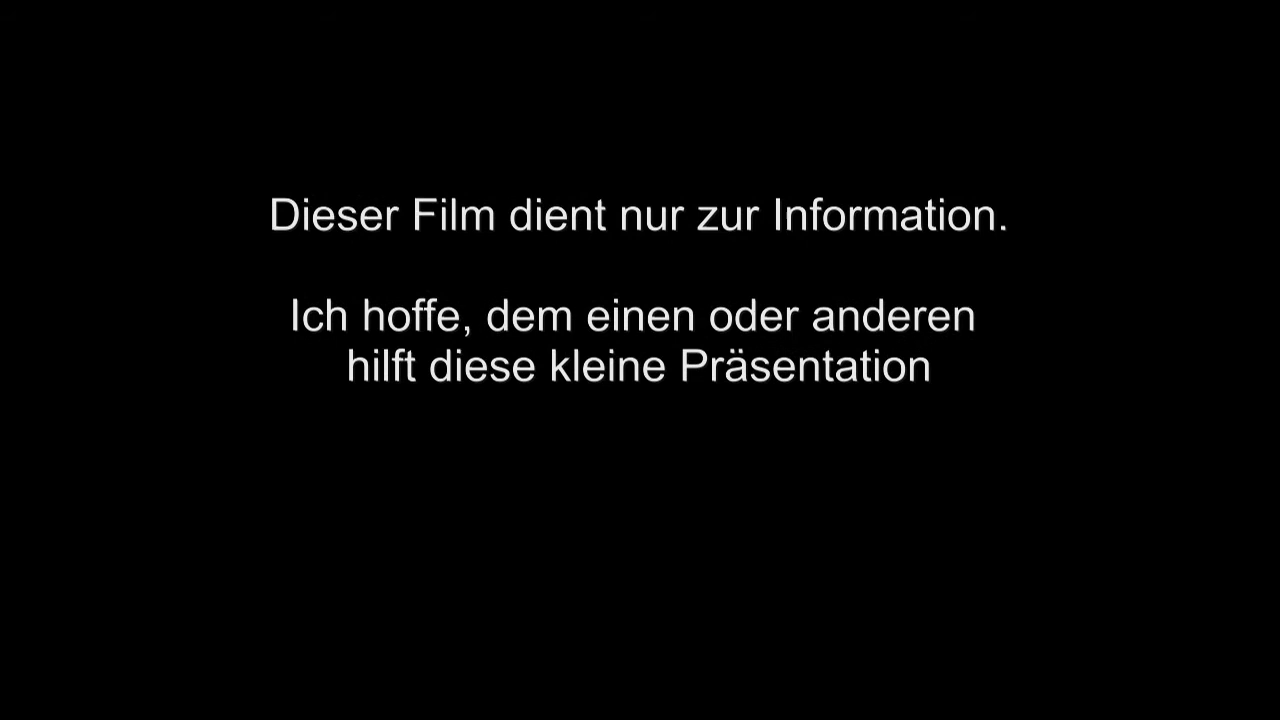 Dieser Film dient nur zur Information.
Ich hoffe, dem einen oder anderen
hilft diese kleine Präsentation